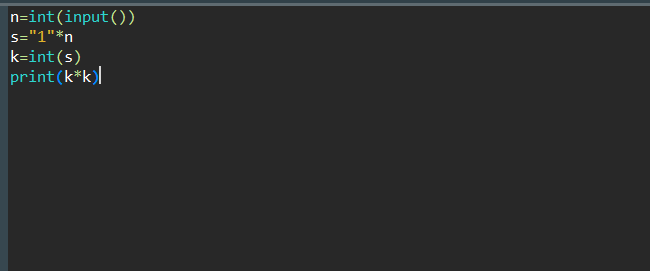 n=int(input())
s="1"*n
k=int(s)
print(k*k)